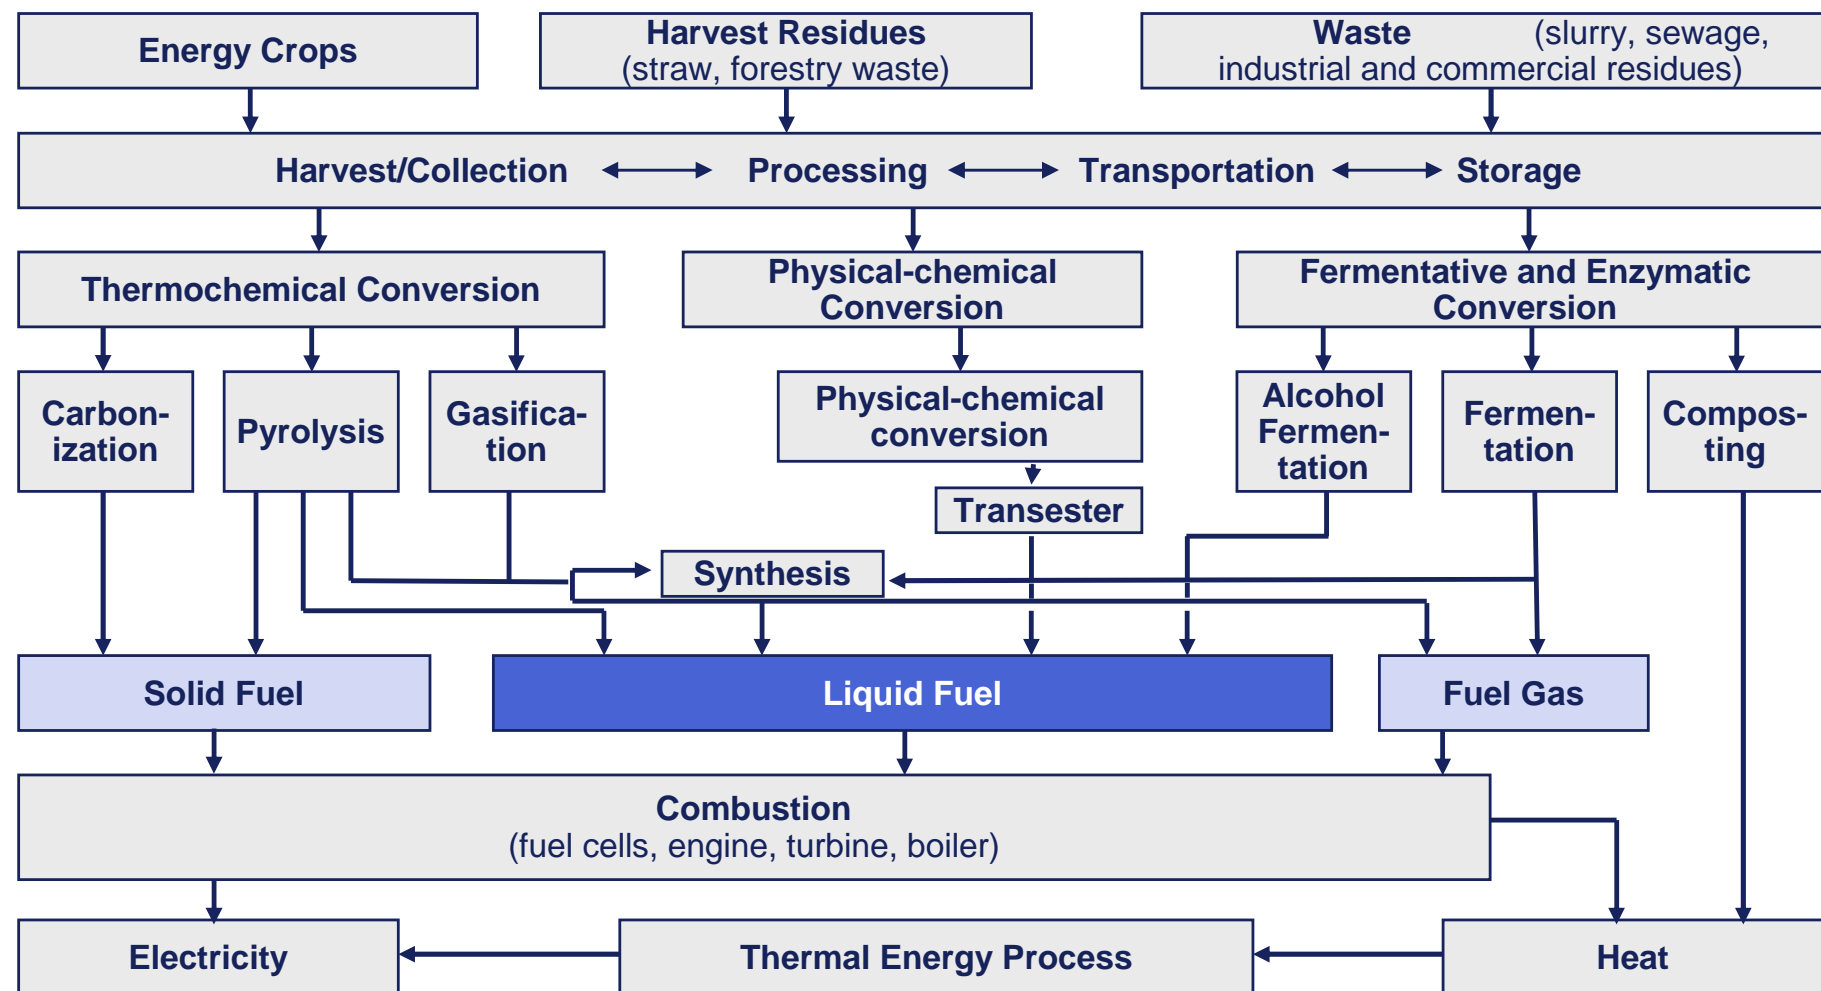 Energy Crops
Harvest Residues
(straw, forestry waste)
Waste (slurry, sewage,
industrial and commercial residues)
Harvest/Collection Processing Transportation Storage
Thermochemical Conversion
Physical-chemical
Conversion
Fermentative and Enzymatic
Conversion
Carbon-
ization
Pyrolysis
Gasifica-
tion
Physical-chemical
conversion
Alcohol
Fermen-
tation
Fermen-
tation
Compos-
ting
Transester
Synthesis
Solid Fuel
Liquid Fuel
Fuel Gas
Combustion
(fuel cells, engine, turbine, boiler)
Electricity
Thermal Energy Process
Heat